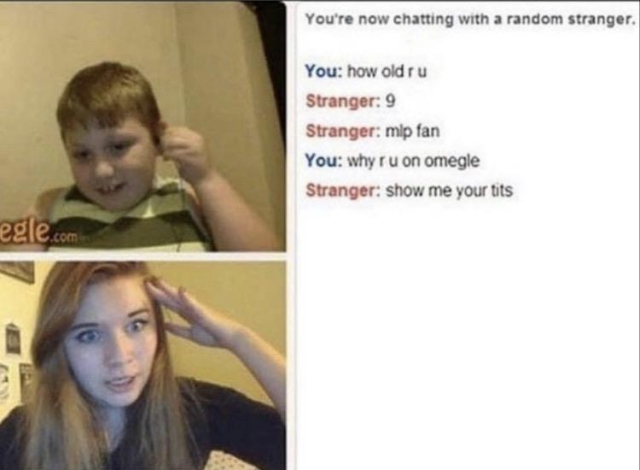 You're now chatting with a random stranger.
You: how old r u
Stranger: 9
Stranger: mlp fan
You: why r u on omegle
Stranger: show me your tits
egle.com